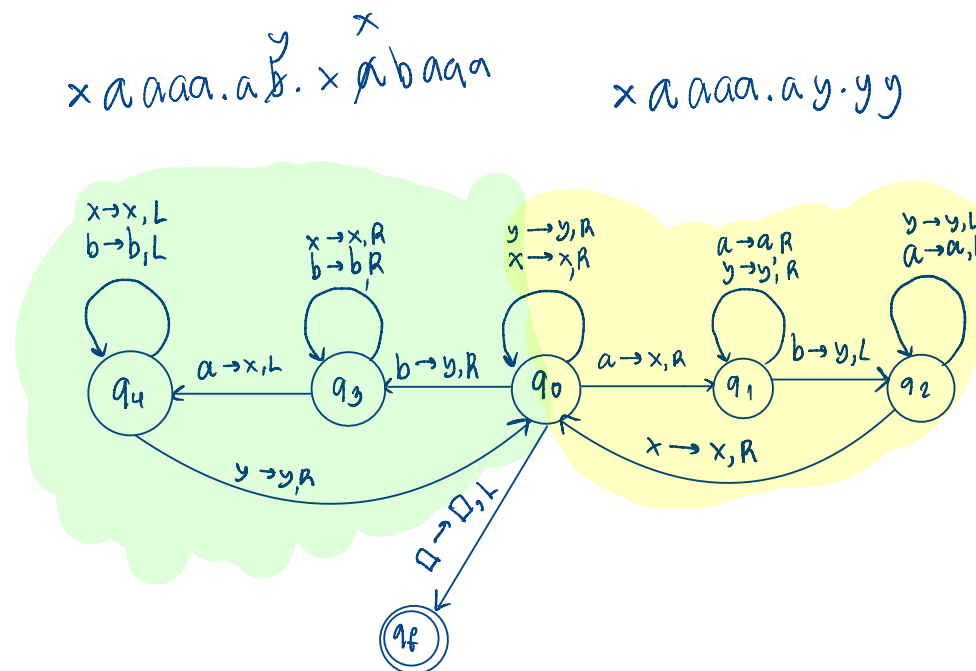 y x
x a a a a . a b . x a b a a a
x a a a a . a y . y y
x → x, L
b → b, L
x → x, R
b → b, R
y → y, R
x → x, R
a → a, R
y → y, R
y → y, L
a → a, L
a → x, L
b → y, R
a → x, R
b → y, L
q4
q3
q0
q1
q2
y → y, R
x → x, R
□ → □, L
qf